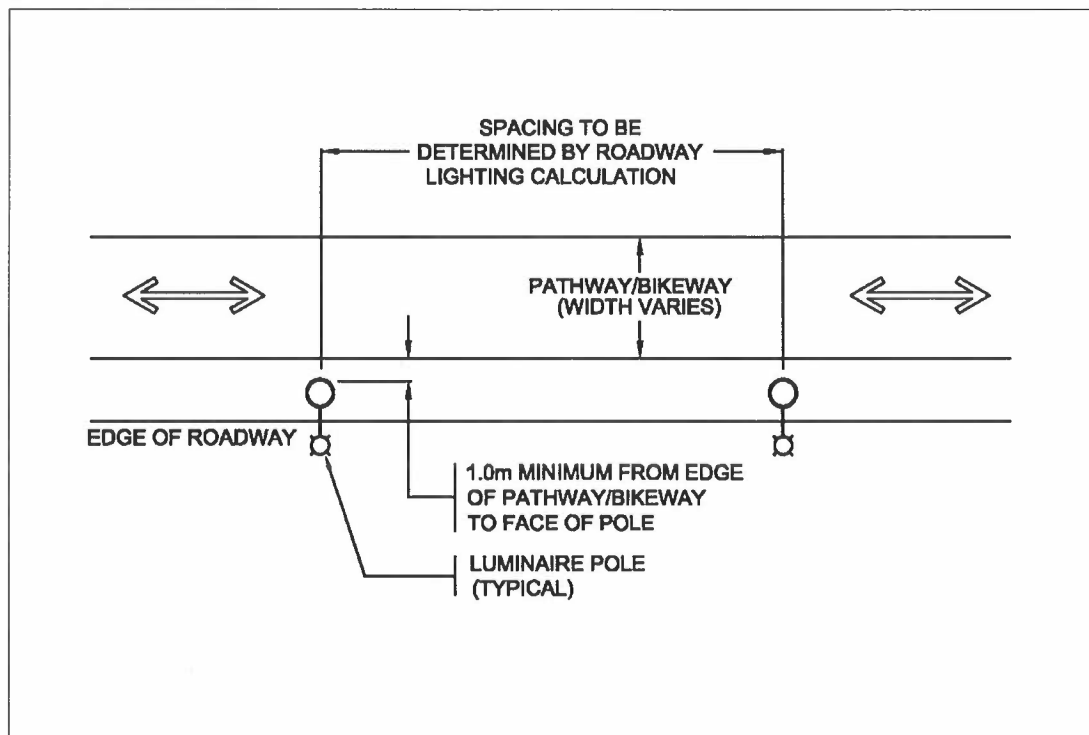 SPACING TO BE
DETERMINED BY ROADWAY
LIGHTING CALCULATION
PATHWAY/BIKEWAY
(WIDTH VARIES)
EDGE OF ROADWAY
1.0m MINIMUM FROM EDGE
OF PATHWAY/BIKEWAY
TO FACE OF POLE
LUMINAIRE POLE
(TYPICAL)